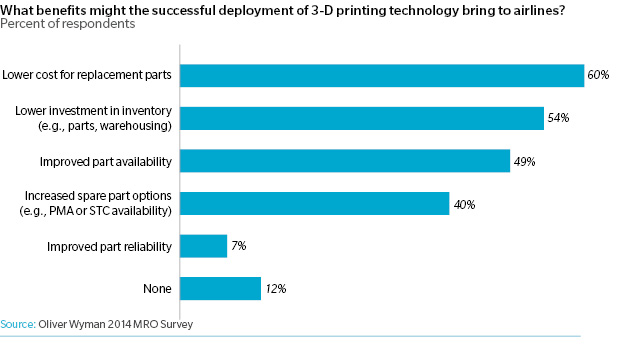 What benefits might the successful deployment of 3-D printing technology bring to airlines?
Percent of respondents
Lower cost for replacement parts
60%
Lower investment in inventory
(e.g., parts, warehousing)
54%
Improved part availability
49%
Increased spare part options
(e.g., PMA or STC availability)
40%
Improved part reliability
7%
None
12%
Source: Oliver Wyman 2014 MRO Survey